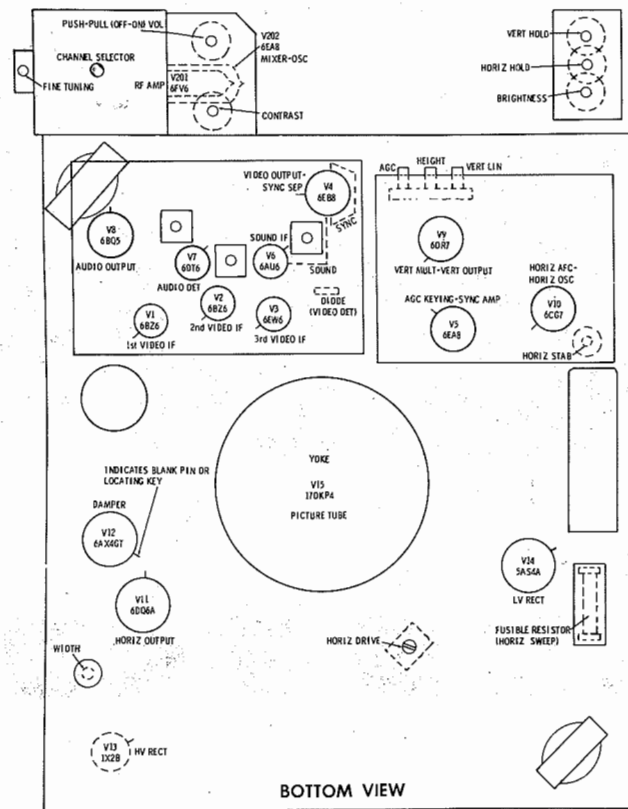 PUSH-PULL (OFF-ON) VOL
V202
6EA8
MIXER-OSC
CHANNEL SELECTOR
FINE TUNING
RF AMP
V201
6FV6
CONTRAST
VERT HOLD
HORIZ HOLD
BRIGHTNESS
VIDEO OUTPUT-
SYNC SEP
V4
6EB8
SYNC
V8
6BQ5
AUDIO OUTPUT
V7
6DT6
AUDIO DET
SOUND IF
V6
6AU6
SOUND
V1
6BZ6
1st VIDEO IF
V2
6BZ6
2nd VIDEO IF
V3
6EW6
3rd VIDEO IF
DIODE
(VIDEO DET)
AGC
HEIGHT
VERT LIN
V9
6DR7
VERT MULT-VERT OUTPUT
HORIZ AFC-
HORIZ OSC
V10
6CG7
AGC KEYING-SYNC AMP
V5
6EA8
HORIZ STAB
YOKE
V15
17DKP4
PICTURE TUBE
INDICATES BLANK PIN OR
LOCATING KEY
DAMPER
V12
6AX4GT
V11
6DQ6A
HORIZ OUTPUT
WIDTH
V14
5AS4A
LV RECT
FUSIBLE RESISTOR
(HORIZ SWEEP)
HORIZ DRIVE
V13
1X2B
HV RECT
BOTTOM VIEW